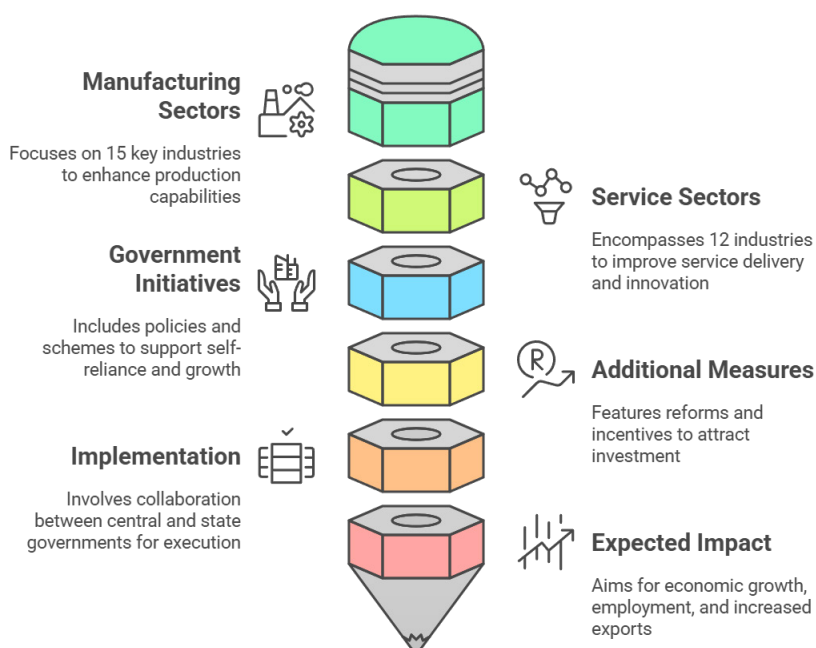 Manufacturing
Sectors
Focuses on 15 key industries
to enhance production
capabilities
Service Sectors
Encompasses 12 industries
to improve service delivery
and innovation
Government
Initiatives
Includes policies and
schemes to support self-
reliance and growth
R
Additional Measures
Features reforms and
incentives to attract
investment
Implementation
Involves collaboration
between central and state
governments for execution
Expected Impact
Aims for economic growth,
employment, and increased
exports